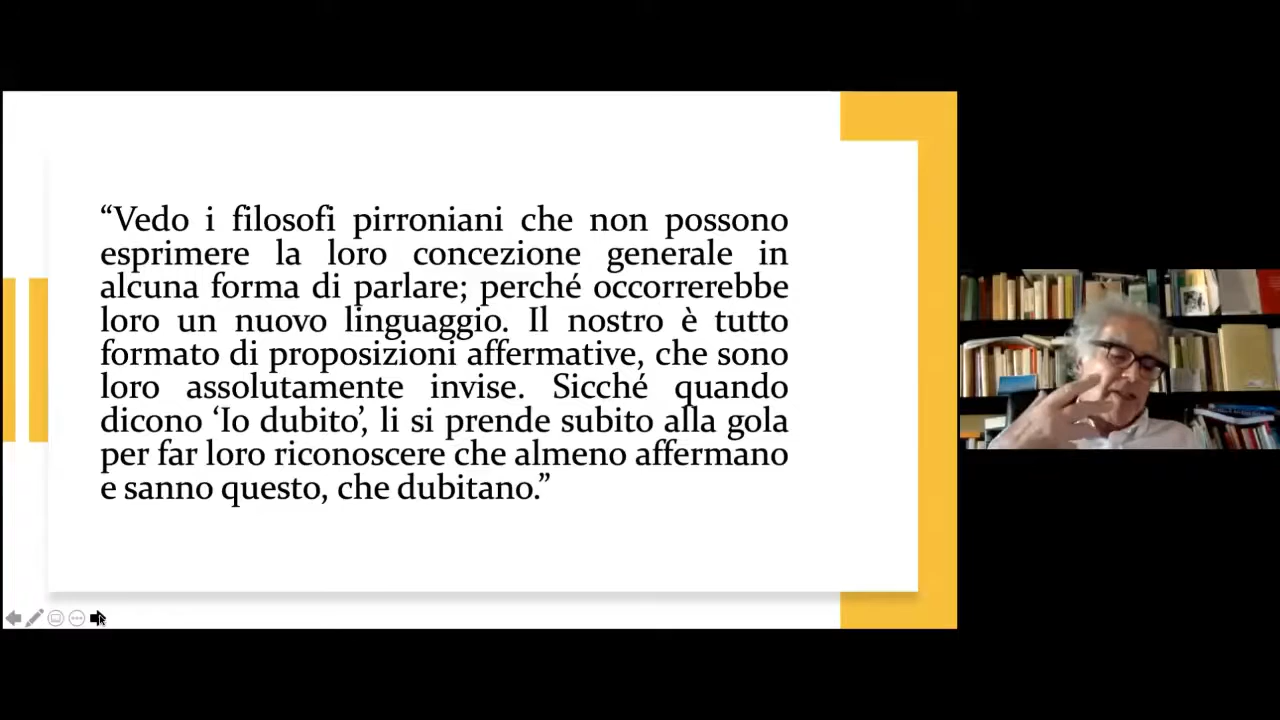 “Vedo i filosofi pirroniani che non possono
esprimere la loro concezione generale in
alcuna forma di parlare; perché occorrerebbe
loro un nuovo linguaggio. Il nostro è tutto
formato di proposizioni affermative, che sono
loro assolutamente invise. Sicché quando
dicono ‘Io dubito’, li si prende subito alla gola
per far loro riconoscere che almeno affermano
e sanno questo, che dubitano.”